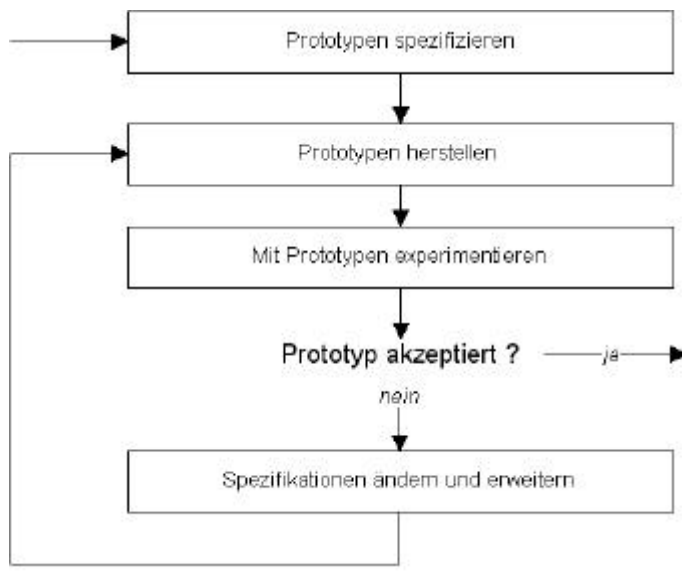 Prototypen spezifizieren
Prototypen herstellen
Mit Prototypen experimentieren
Prototyp akzeptiert ?
ja
nein
Spezifikationen ändern und erweitern